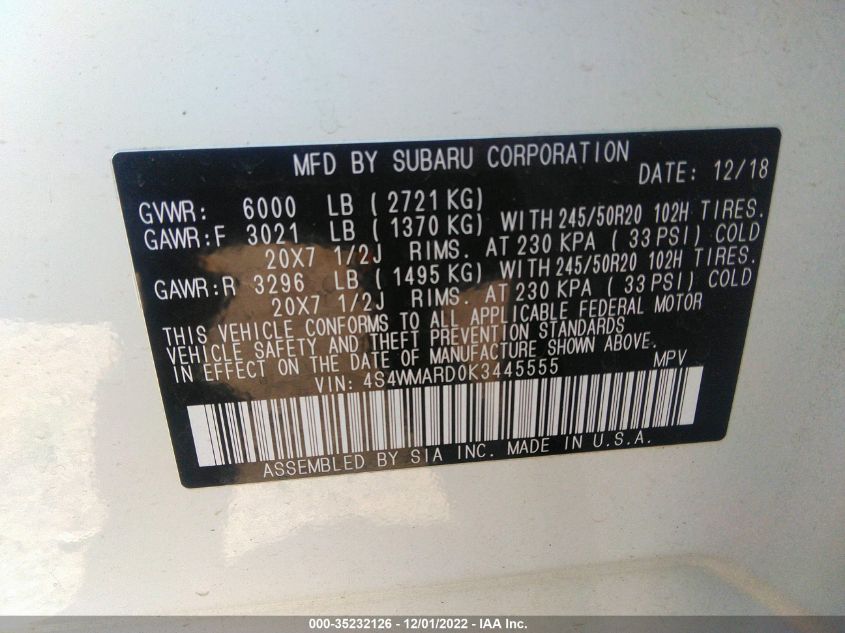 MFD BY SUBARU CORPORATION DATE: 12/18
GVWR: 6000 LB ( 2721 KG)
GAWR:F 3021 LB ( 1370 KG) WITH 245/50R20 102H TIRES.
20X7 1/2J RIMS. AT 230 KPA ( 33 PSI) COLD
GAWR:R 3296 LB ( 1495 KG) WITH 245/50R20 102H TIRES.
20X7 1/2J RIMS. AT 230 KPA ( 33 PSI) COLD
THIS VEHICLE CONFORMS TO ALL APPLICABLE FEDERAL MOTOR
VEHICLE SAFETY AND THEFT PREVENTION STANDARDS
IN EFFECT ON THE DATE OF MANUFACTURE SHOWN ABOVE.
VIN: 4S4WMARD0K3445555 MPV
ASSEMBLED BY SIA INC. MADE IN U.S.A.
000-35232126 - 12/01/2022 - IAA Inc.